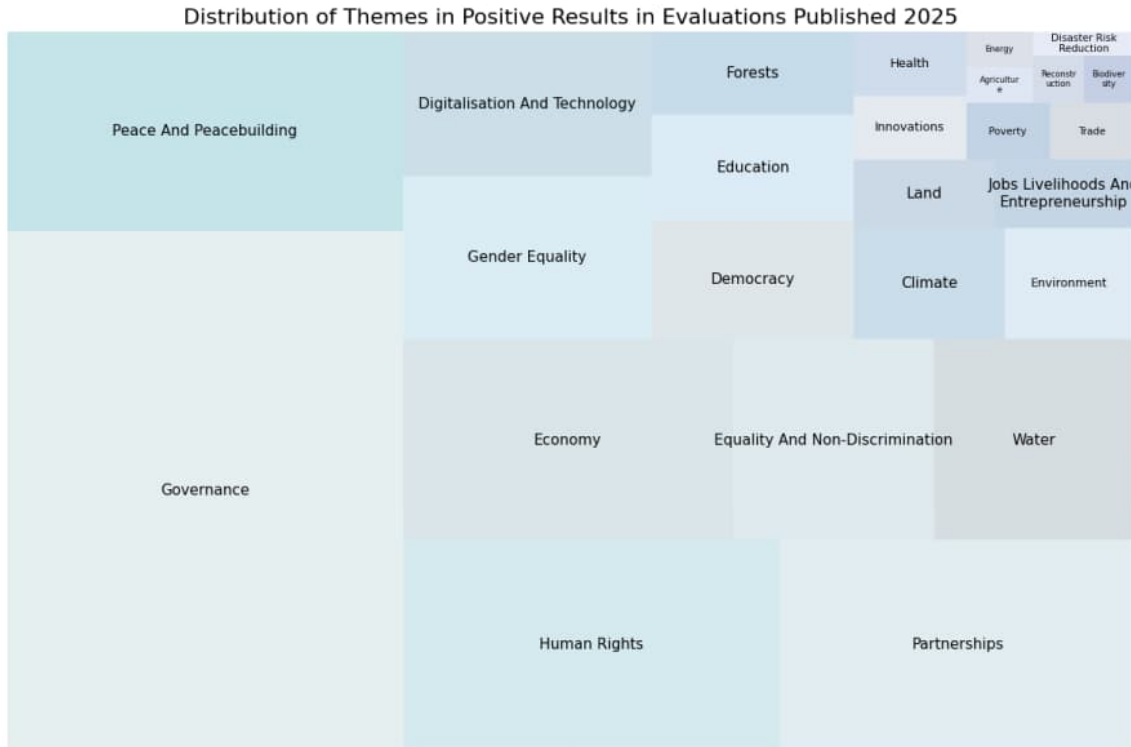 Distribution of Themes in Positive Results in Evaluations Published 2025
Peace And Peacebuilding
Governance
Digitalisation And Technology
Gender Equality
Forests
Education
Democracy
Health
Innovations
Energy
Disaster Risk
Reduction
Agricultur
e
Reconstr
uction
Biodiver
sity
Poverty
Trade
Land
Jobs Livelihoods And
Entrepreneurship
Climate
Environment
Economy
Equality And Non-Discrimination
Water
Human Rights
Partnerships